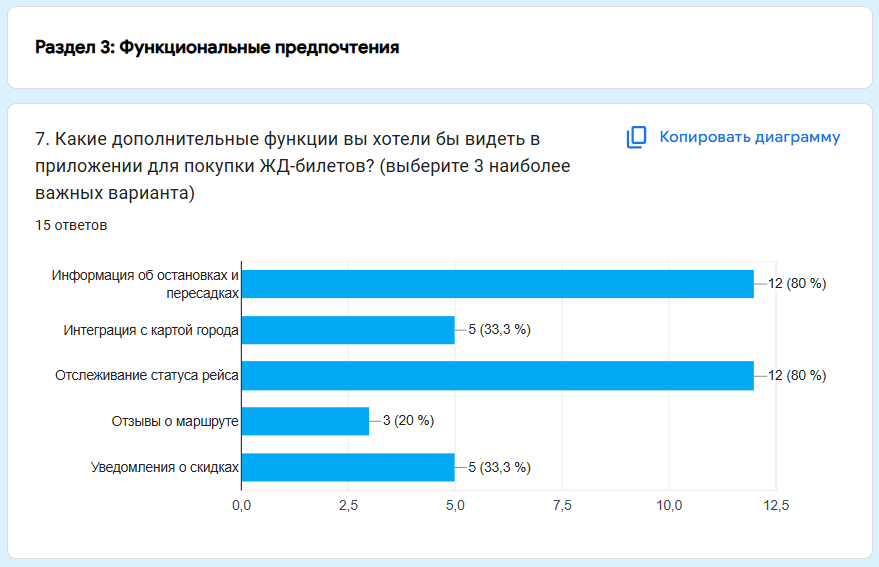 Раздел 3: Функциональные предпочтения
7. Какие дополнительные функции вы хотели бы видеть в
приложении для покупки ЖД-билетов? (выберите 3 наиболее
важных варианта)
Копировать диаграмму
15 ответов
Информация об остановках и
пересадках
12 (80 %)
Интеграция с картой города
5 (33,3 %)
Отслеживание статуса рейса
12 (80 %)
Отзывы о маршруте
3 (20 %)
Уведомления о скидках
5 (33,3 %)
0,0 2,5 5,0 7,5 10,0 12,5